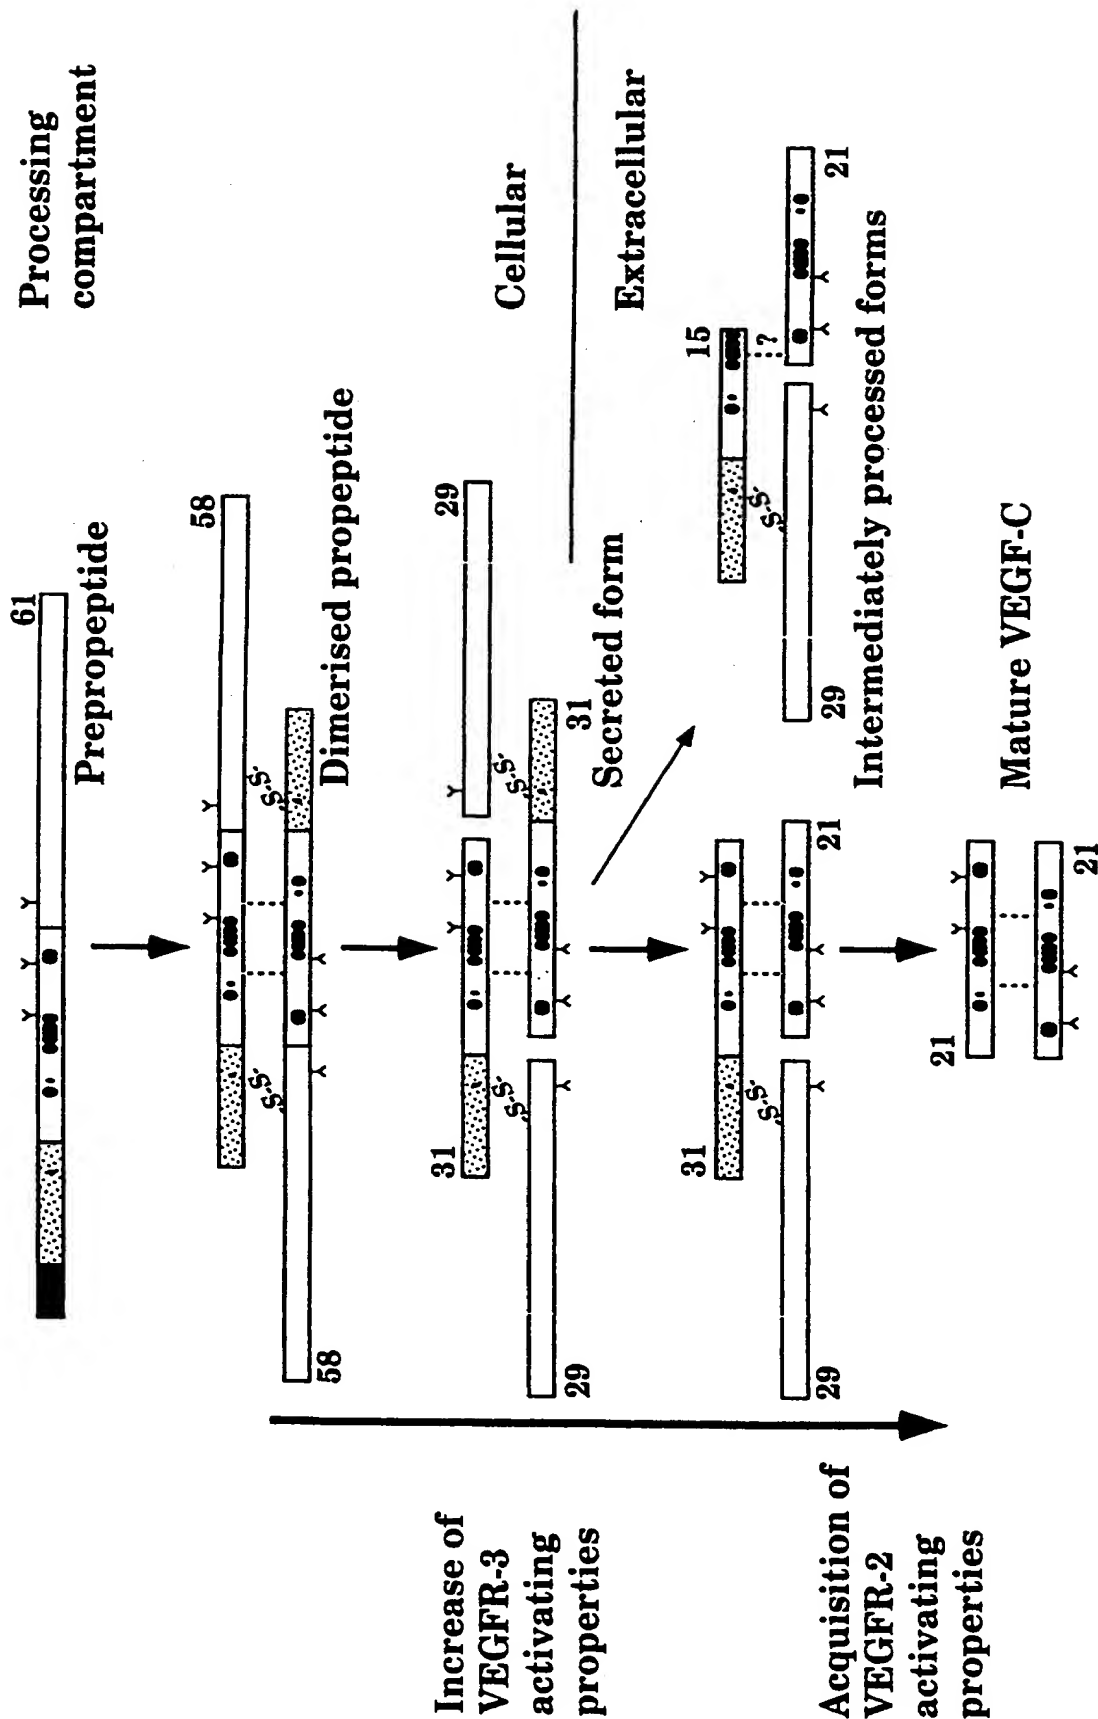 Processing
compartment
61
Prepropeptide
58
S-S
S-S
58
Dimerised propeptide
Cellular
Extracellular
31
29
S-S
S-S
29
31
Secreted form
Increase of
VEGFR-3
activating
properties
31
S-S
29
21
15
S-S
?
29
21
Intermediately processed forms
Acquisition of
VEGFR-2
activating
properties
21
21
Mature VEGF-C